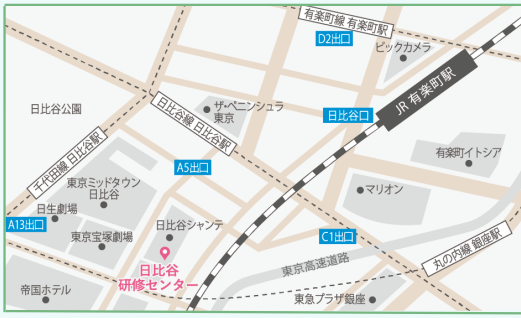 有楽町線 有楽町駅
D2出口
ビックカメラ
JR 有楽町駅
日比谷公園
ザ・ペニンシュラ
東京
日比谷口
日比谷線 日比谷駅
千代田線 日比谷駅
有楽町イトシア
A5出口
東京ミッドタウン
日比谷
マリオン
日生劇場
A13出口
東京宝塚劇場
日比谷シャンテ
C1出口
丸の内線 銀座駅
日比谷
研修センター
東京高速道路
帝国ホテル
東急プラザ銀座